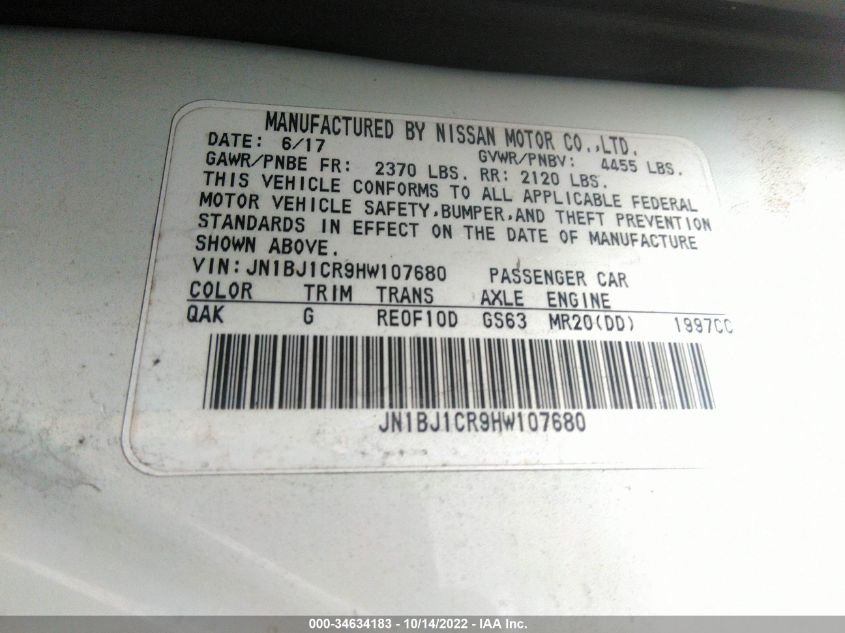 MANUFACTURED BY NISSAN MOTOR CO.,LTD.
DATE: 6/17 GVWR/PNBV: 4455 LBS.
GAWR/PNBE FR: 2370 LBS. RR: 2120 LBS.
THIS VEHICLE CONFORMS TO ALL APPLICABLE FEDERAL
MOTOR VEHICLE SAFETY,BUMPER,AND THEFT PREVENTION
STANDARDS IN EFFECT ON THE DATE OF MANUFACTURE
SHOWN ABOVE.
VIN:JN1BJ1CR9HW107680 PASSENGER CAR
COLOR TRIM TRANS AXLE ENGINE
QAK G RE0F10D GS63 MR20(DD) 1997CC
JN1BJ1CR9HW107680
000-34634183 - 10/14/2022 - IAA Inc.